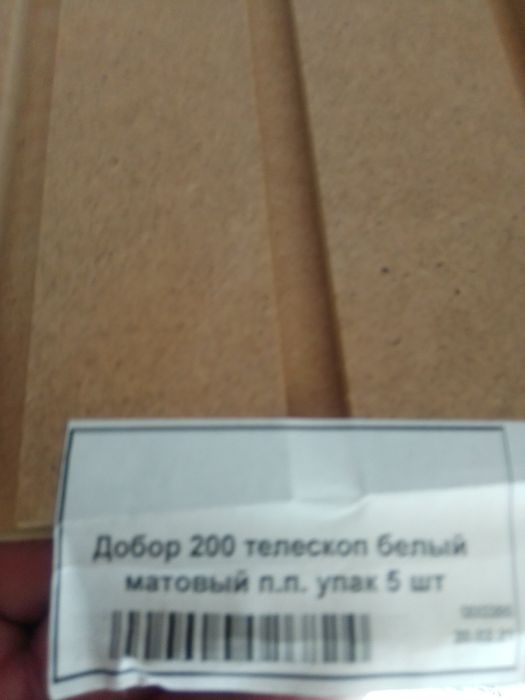 Добор 200 телескоп белый
матовый п.п. упак 5 шт